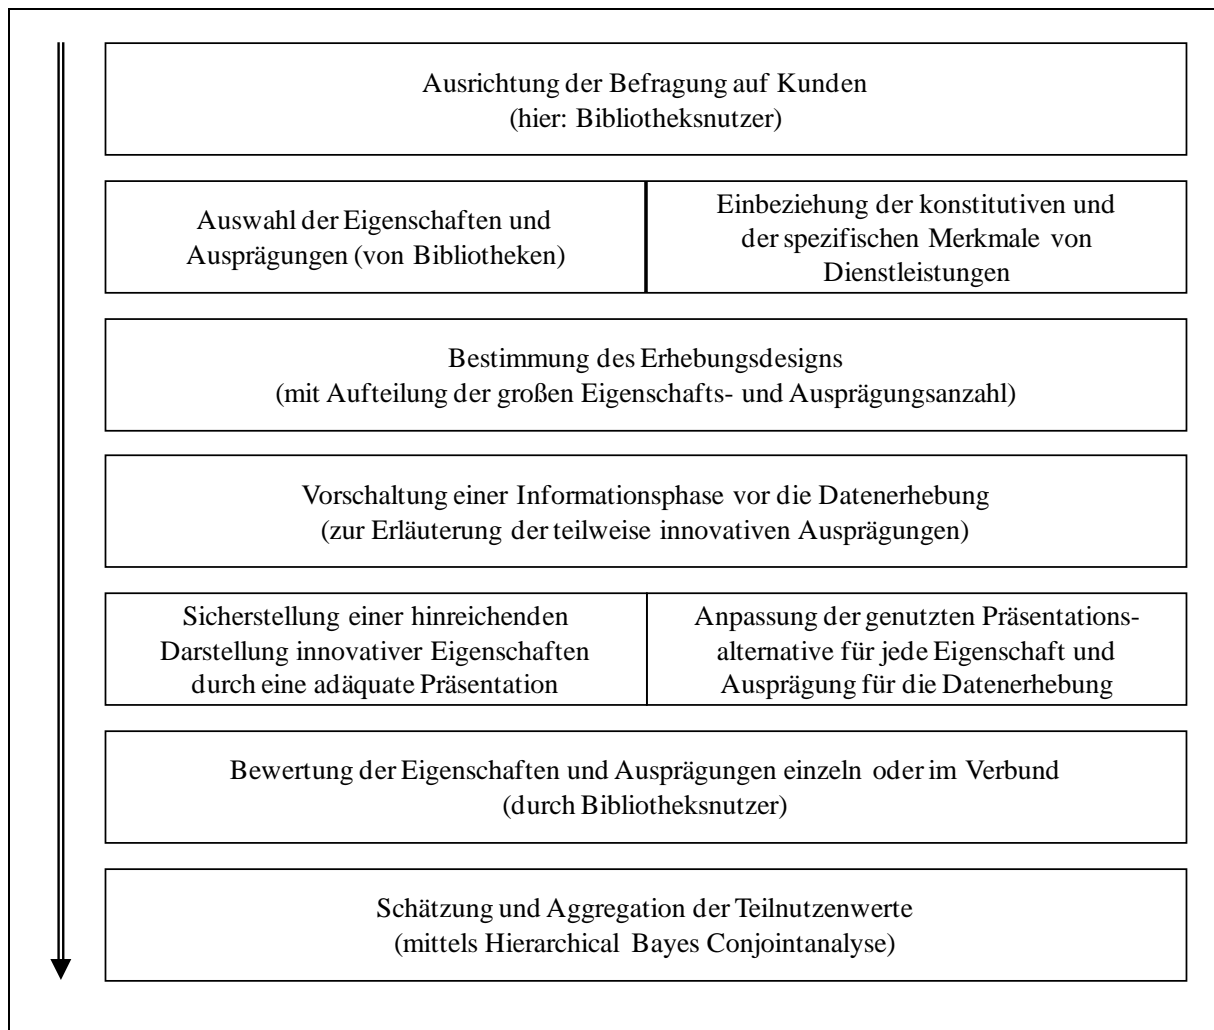 Ausrichtung der Befragung auf Kunden
(hier: Bibliotheksnutzer)
Auswahl der Eigenschaften und
Ausprägungen (von Bibliotheken)
Einbeziehung der konstitutiven und
der spezifischen Merkmale von
Dienstleistungen
Bestimmung des Erhebungsdesigns
(mit Aufteilung der großen Eigenschafts- und Ausprägungsanzahl)
Vorschaltung einer Informationsphase vor die Datenerhebung
(zur Erläuterung der teilweise innovativen Ausprägungen)
Sicherstellung einer hinreichenden
Darstellung innovativer Eigenschaften
durch eine adäquate Präsentation
Anpassung der genutzten Präsentations-
alternative für jede Eigenschaft und
Ausprägung für die Datenerhebung
Bewertung der Eigenschaften und Ausprägungen einzeln oder im Verbund
(durch Bibliotheksnutzer)
Schätzung und Aggregation der Teilnutzenwerte
(mittels Hierarchical Bayes Conjointanalyse)